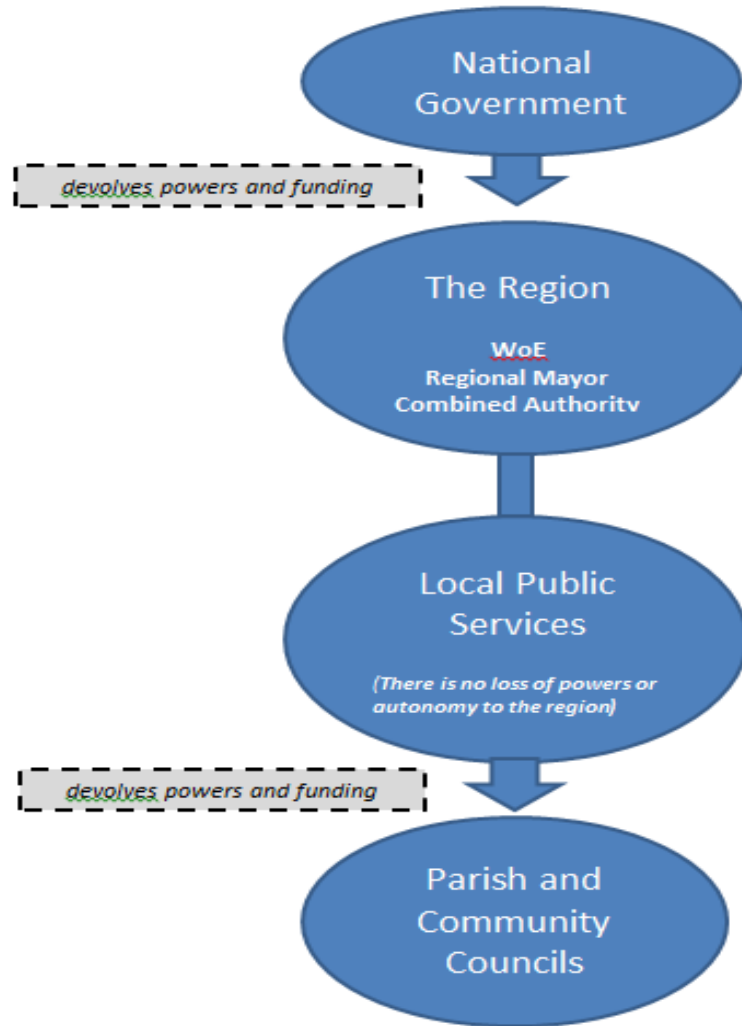 National
Government
devolves powers and funding
The Region
WoE
Regional Mayor
Combined Authority
Local Public
Services
(There is no loss of powers or
autonomy to the region)
devolves powers and funding
Parish and
Community
Councils